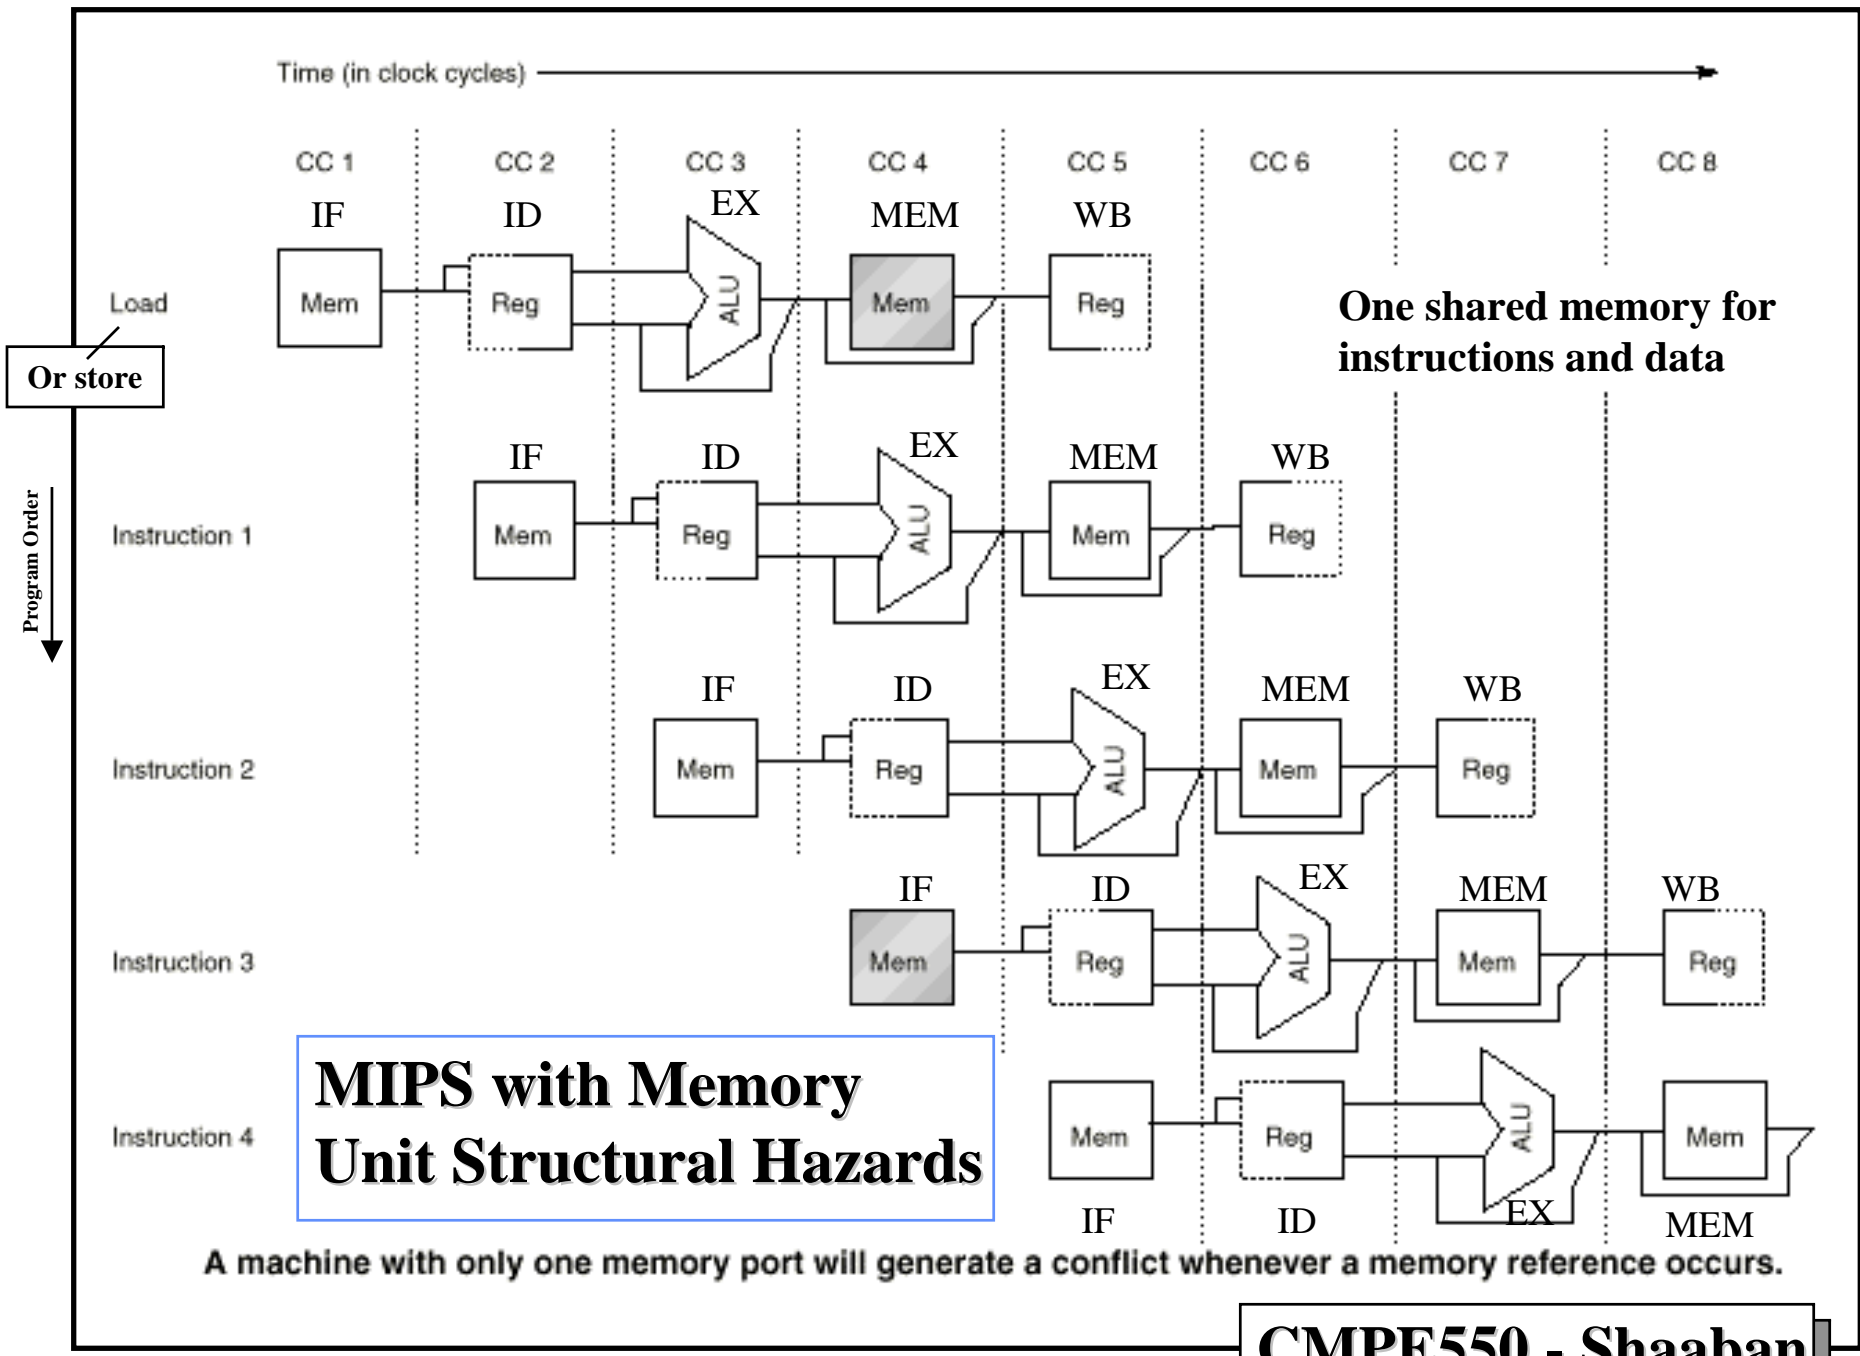 Time (in clock cycles)
CC 1 CC 2 CC 3 CC 4 CC 5 CC 6 CC 7 CC 8
IF ID EX MEM WB
Load Mem Reg ALU Mem Reg
Or store
One shared memory for
instructions and data
IF ID EX MEM WB
Program Order
Instruction 1 Mem Reg ALU Mem Reg
IF ID EX MEM WB
Instruction 2 Mem Reg ALU Mem Reg
IF ID EX MEM WB
Instruction 3 Mem Reg ALU Mem Reg
MIPS with Memory
Unit Structural Hazards
Instruction 4 Mem Reg ALU Mem
IF ID EX MEM
A machine with only one memory port will generate a conflict whenever a memory reference occurs.
CMPE550 - Shaaban